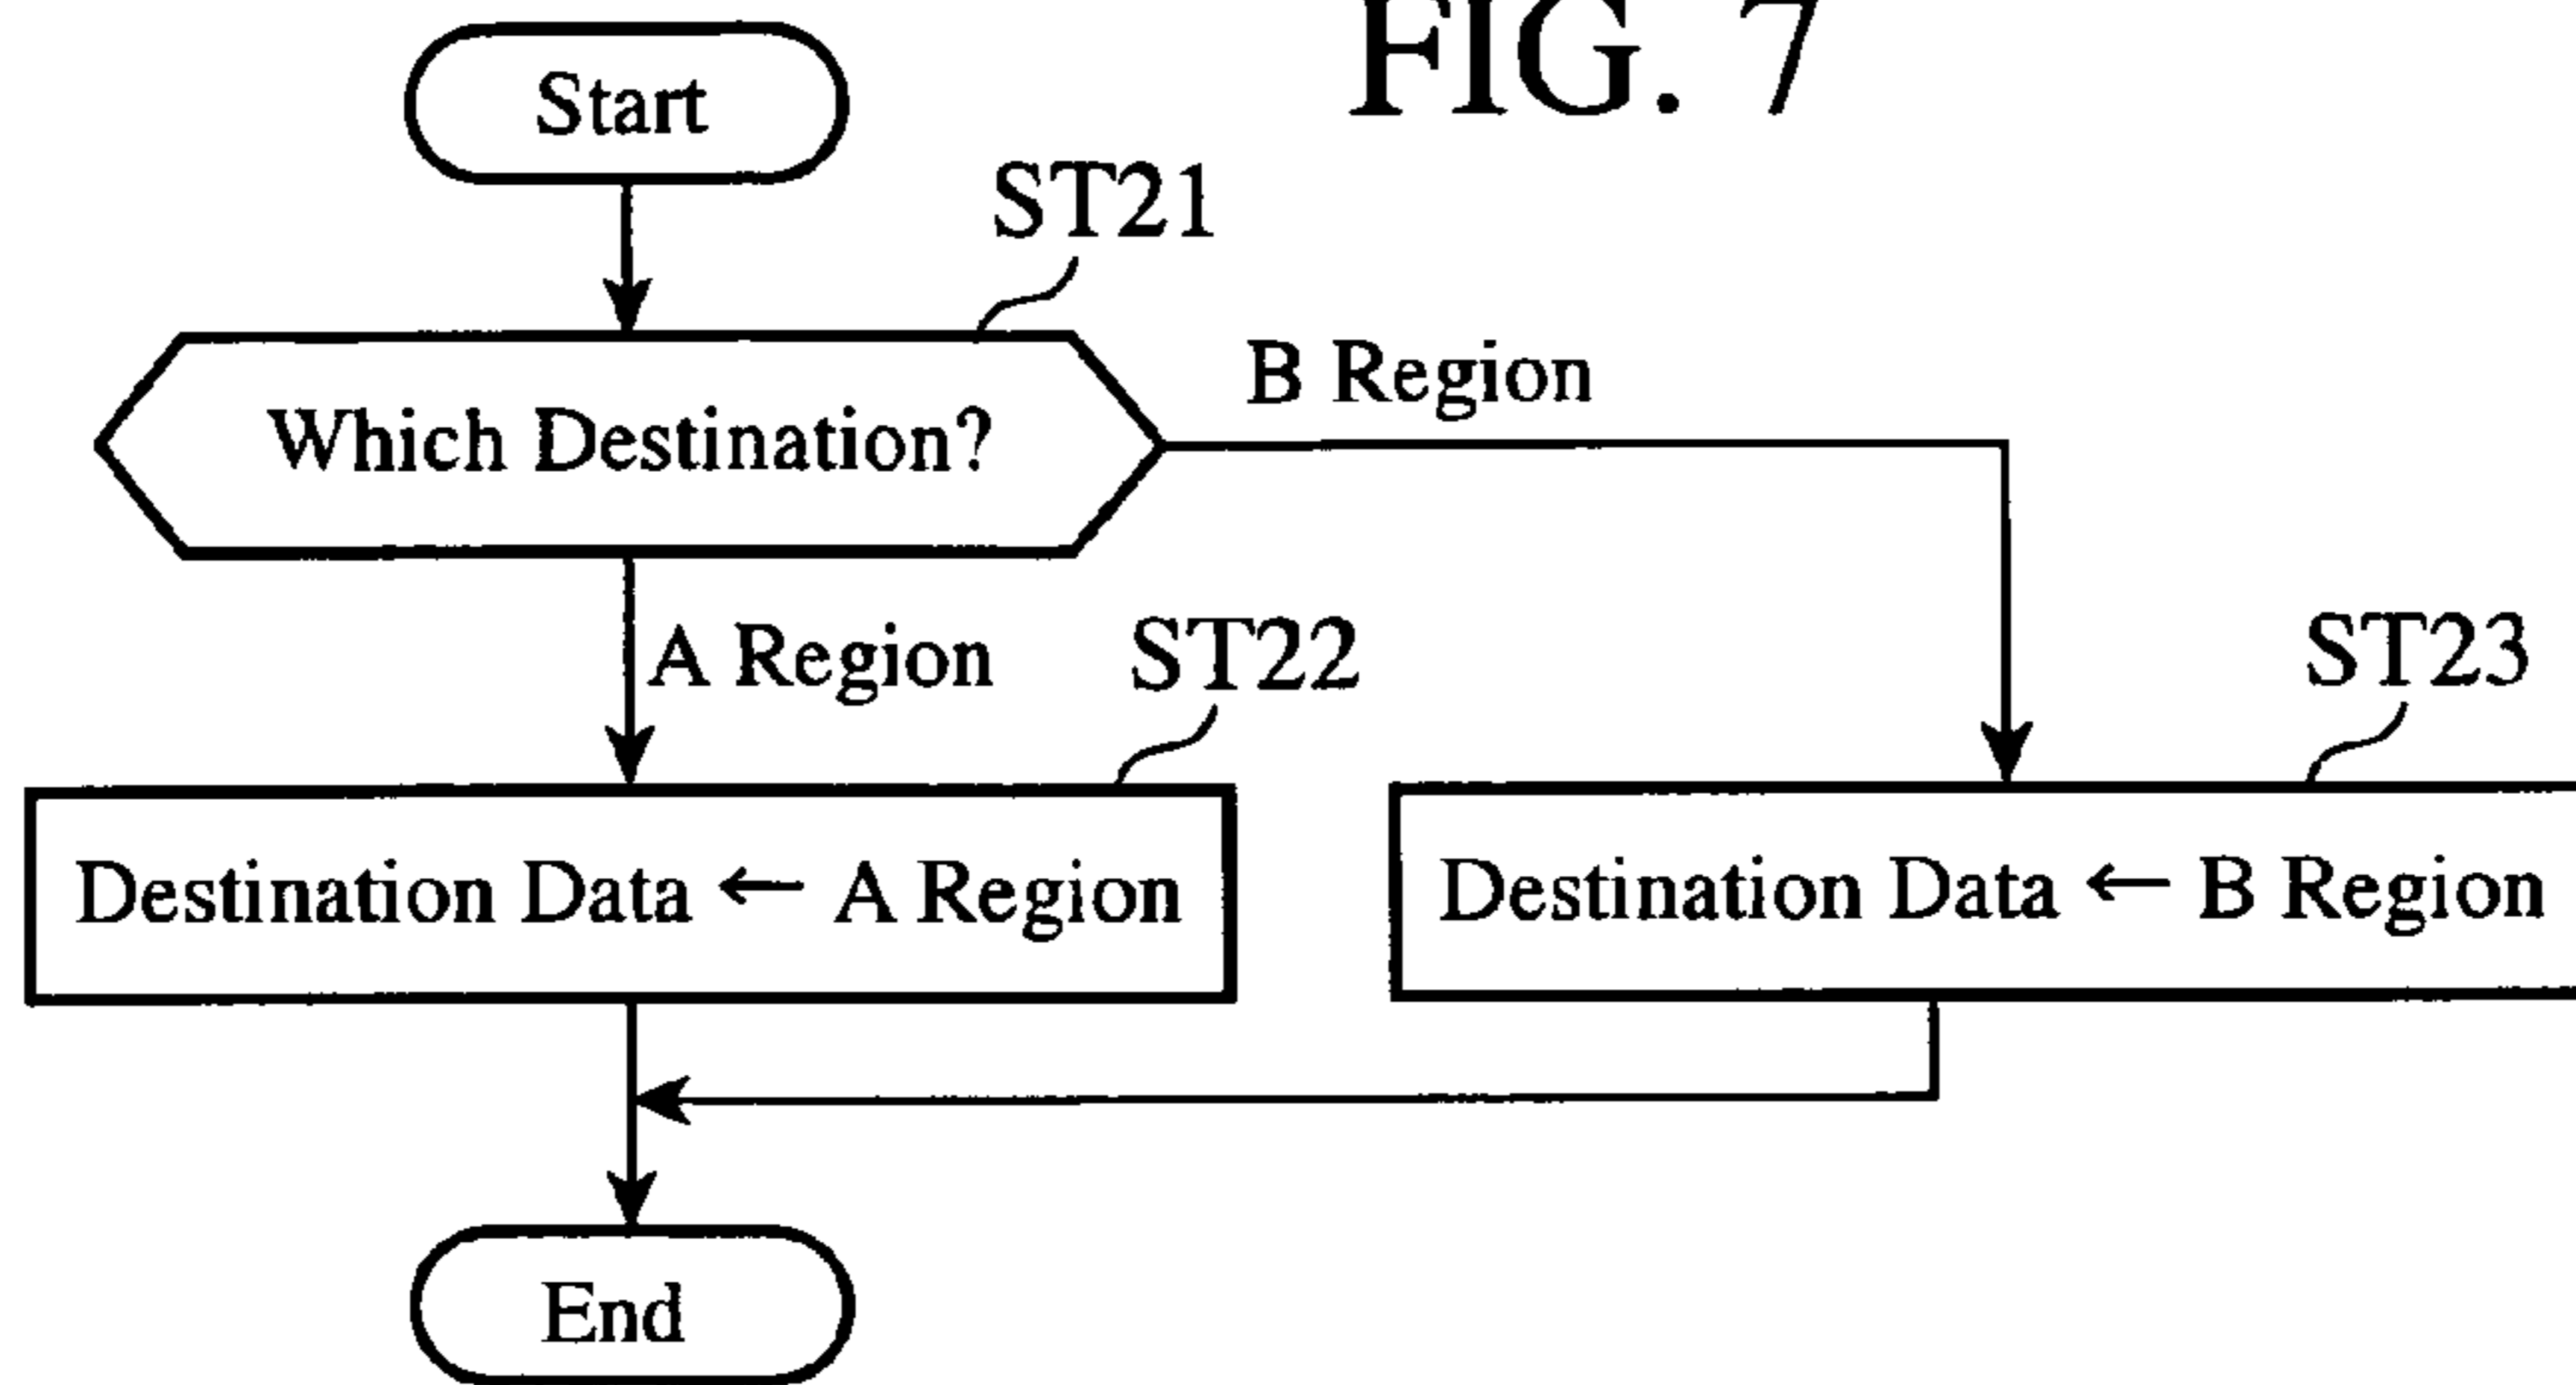 FIG. 7
Start
ST21
Which Destination?
B Region
A Region
ST22
ST23
Destination Data ← A Region
Destination Data ← B Region
End